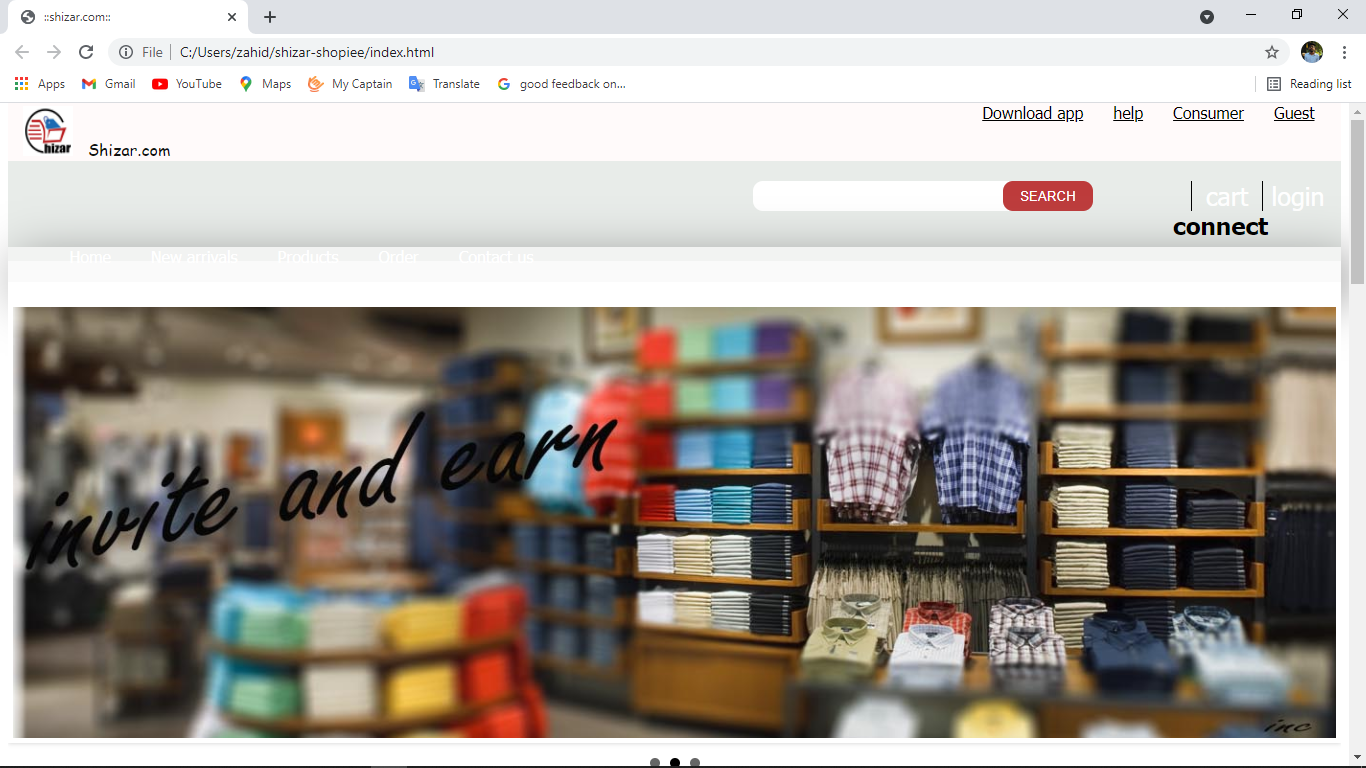 ::shizar.com::
File C:/Users/zahid/shizar-shopiee/index.html
Apps Gmail YouTube Maps My Captain Translate good feedback on... Reading list
hizar
Shizar.com
Download app help Consumer Guest
SEARCH
cart login
connect
Home New arrivals Products Order Contact us
invite and earn
inc